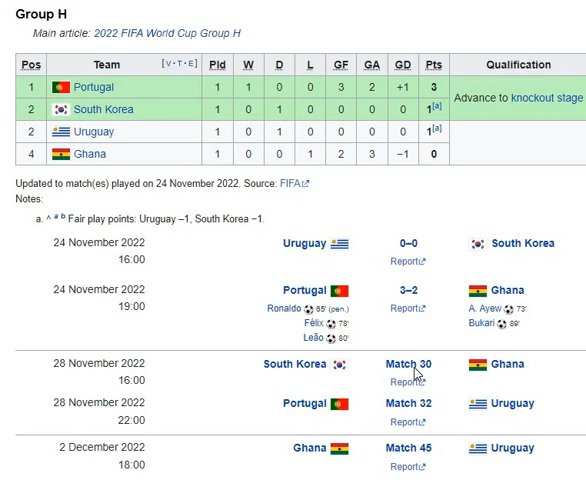 Group H
Main article: 2022 FIFA World Cup Group H
Pos Team [V·T·E] Pld W D L GF GA GD Pts Qualification
1 Portugal 1 1 0 0 3 2 +1 3 Advance to knockout stage
2 South Korea 1 0 1 0 0 0 0 1[a]
2 Uruguay 1 0 1 0 0 0 0 1[a]
4 Ghana 1 0 0 1 2 3 −1 0
Updated to match(es) played on 24 November 2022. Source: FIFA
Notes:
a. ^ a b Fair play points: Uruguay –1, South Korea −1.
24 November 2022 Uruguay 0–0 South Korea
16:00 Report
24 November 2022 Portugal 3–2 Ghana
19:00 Ronaldo 65' (pen.) Report A. Ayew 73'
Félix 78' Bukari 89'
Leão 80'
28 November 2022 South Korea Match 30 Ghana
16:00 Report
28 November 2022 Portugal Match 32 Uruguay
22:00 Report
2 December 2022 Ghana Match 45 Uruguay
18:00 Report